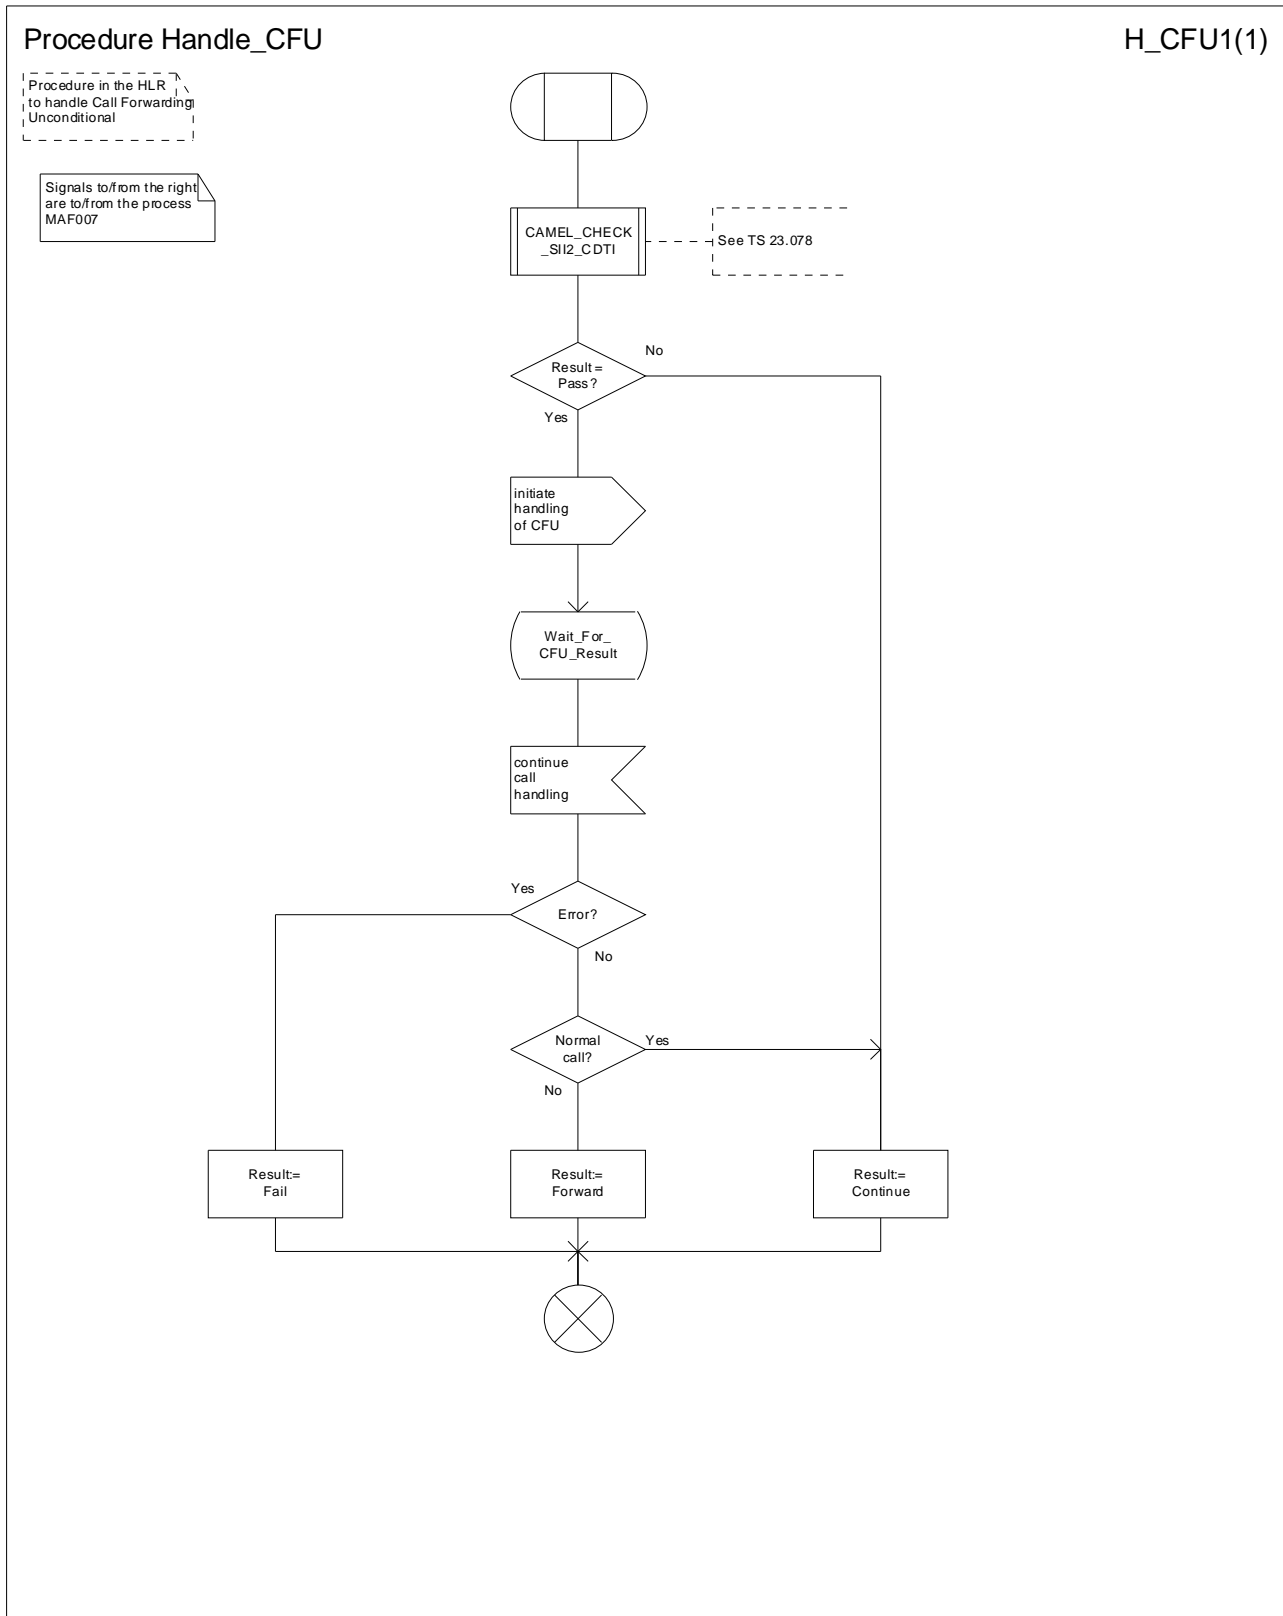 Procedure Handle_CFU
H_CFU1(1)
Procedure in the HLR
to handle Call Forwarding
Unconditional
Signals to/from the right
are to/from the process
MAF007
CAMEL_CHECK
_SII2_CDTI
See TS 23.078
Result =
Pass?
No
Yes
initiate
handling
of CFU
Wait_For_
CFU_Result
continue
call
handling
Yes
Error?
No
Normal
call?
Yes
No
Result:=
Fail
Result:=
Forward
Result:=
Continue